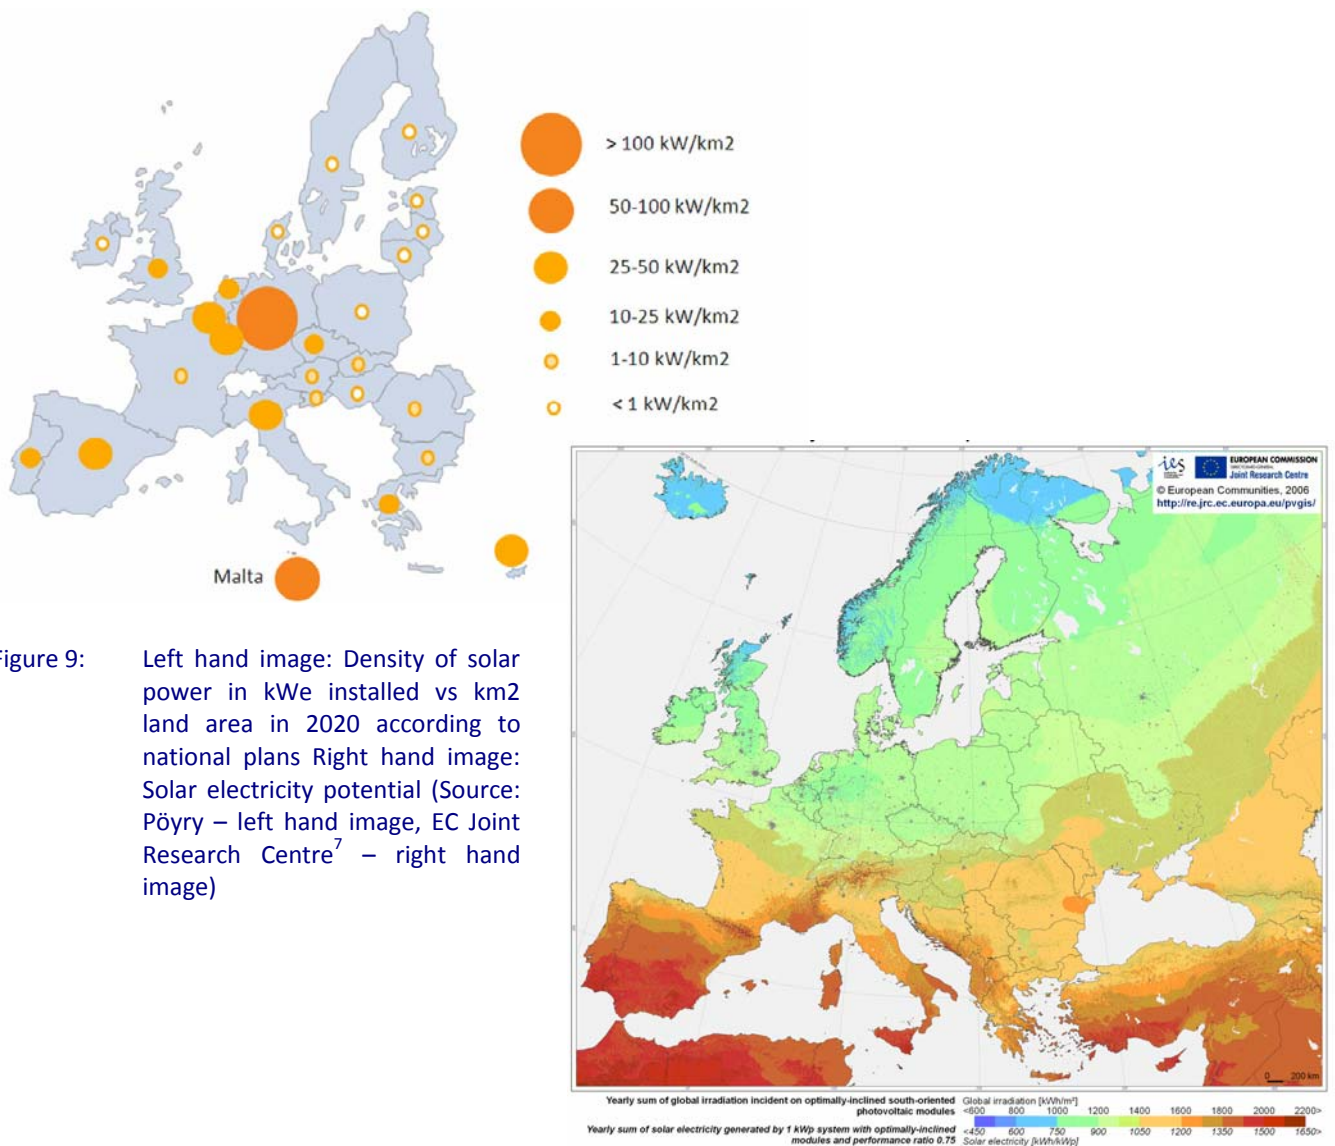 > 100 kW/km2
50-100 kW/km2
25-50 kW/km2
10-25 kW/km2
1-10 kW/km2
< 1 kW/km2
Malta
Figure 9: Left hand image: Density of solar
power in kWe installed vs km2
land area in 2020 according to
national plans Right hand image:
Solar electricity potential (Source:
Pöyry – left hand image, EC Joint
Research Centre7 – right hand
image)
ies
EUROPEAN COMMISSION
Joint Research Centre
© European Communities, 2006
http://re.jrc.ec.europa.eu/pvgis/
0 200 km
Yearly sum of global irradiation incident on optimally-inclined south-oriented
photovoltaic modules
Global irradiation [kWh/m²]
<600 800 1000 1200 1400 1600 1800 2000 2200>
Yearly sum of solar electricity generated by 1 kWp system with optimally-inclined
modules and performance ratio 0.75
<450 600 750 900 1050 1200 1350 1500 1650>
Solar electricity [kWh/kWp]